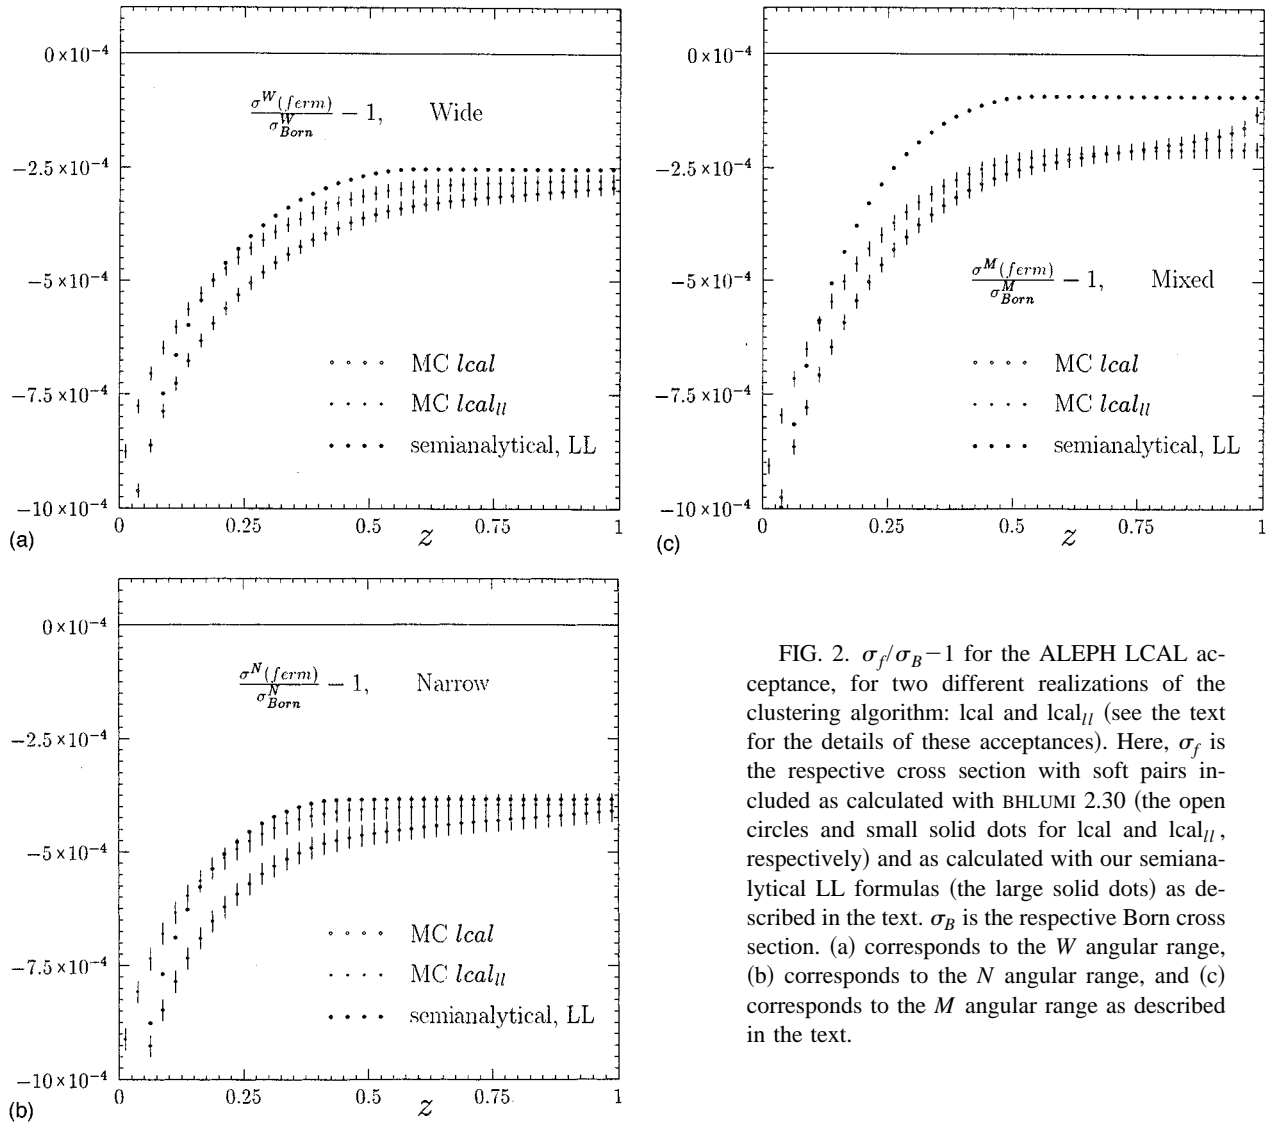 0×10⁻⁴
σ^W(ferm)/σ^W_Born − 1, Wide
−2.5×10⁻⁴
−5×10⁻⁴
MC lcal
−7.5×10⁻⁴
MC lcal_ll
semianalytical, LL
−10×10⁻⁴
0 0.25 0.5 0.75 1
z
(a)
0×10⁻⁴
−2.5×10⁻⁴
−5×10⁻⁴
σ^M(ferm)/σ^M_Born − 1, Mixed
MC lcal
−7.5×10⁻⁴
MC lcal_ll
semianalytical, LL
−10×10⁻⁴
0 0.25 0.5 0.75 1
z
(c)
0×10⁻⁴
σ^N(ferm)/σ^N_Born − 1, Narrow
−2.5×10⁻⁴
−5×10⁻⁴
MC lcal
−7.5×10⁻⁴
MC lcal_ll
semianalytical, LL
−10×10⁻⁴
0 0.25 0.5 0.75 1
z
(b)
FIG. 2. σ_f/σ_B−1 for the ALEPH LCAL ac-
ceptance, for two different realizations of the
clustering algorithm: lcal and lcal_ll (see the text
for the details of these acceptances). Here, σ_f is
the respective cross section with soft pairs in-
cluded as calculated with BHLUMI 2.30 (the open
circles and small solid dots for lcal and lcal_ll,
respectively) and as calculated with our semiana-
lytical LL formulas (the large solid dots) as de-
scribed in the text. σ_B is the respective Born cross
section. (a) corresponds to the W angular range,
(b) corresponds to the N angular range, and (c)
corresponds to the M angular range as described
in the text.